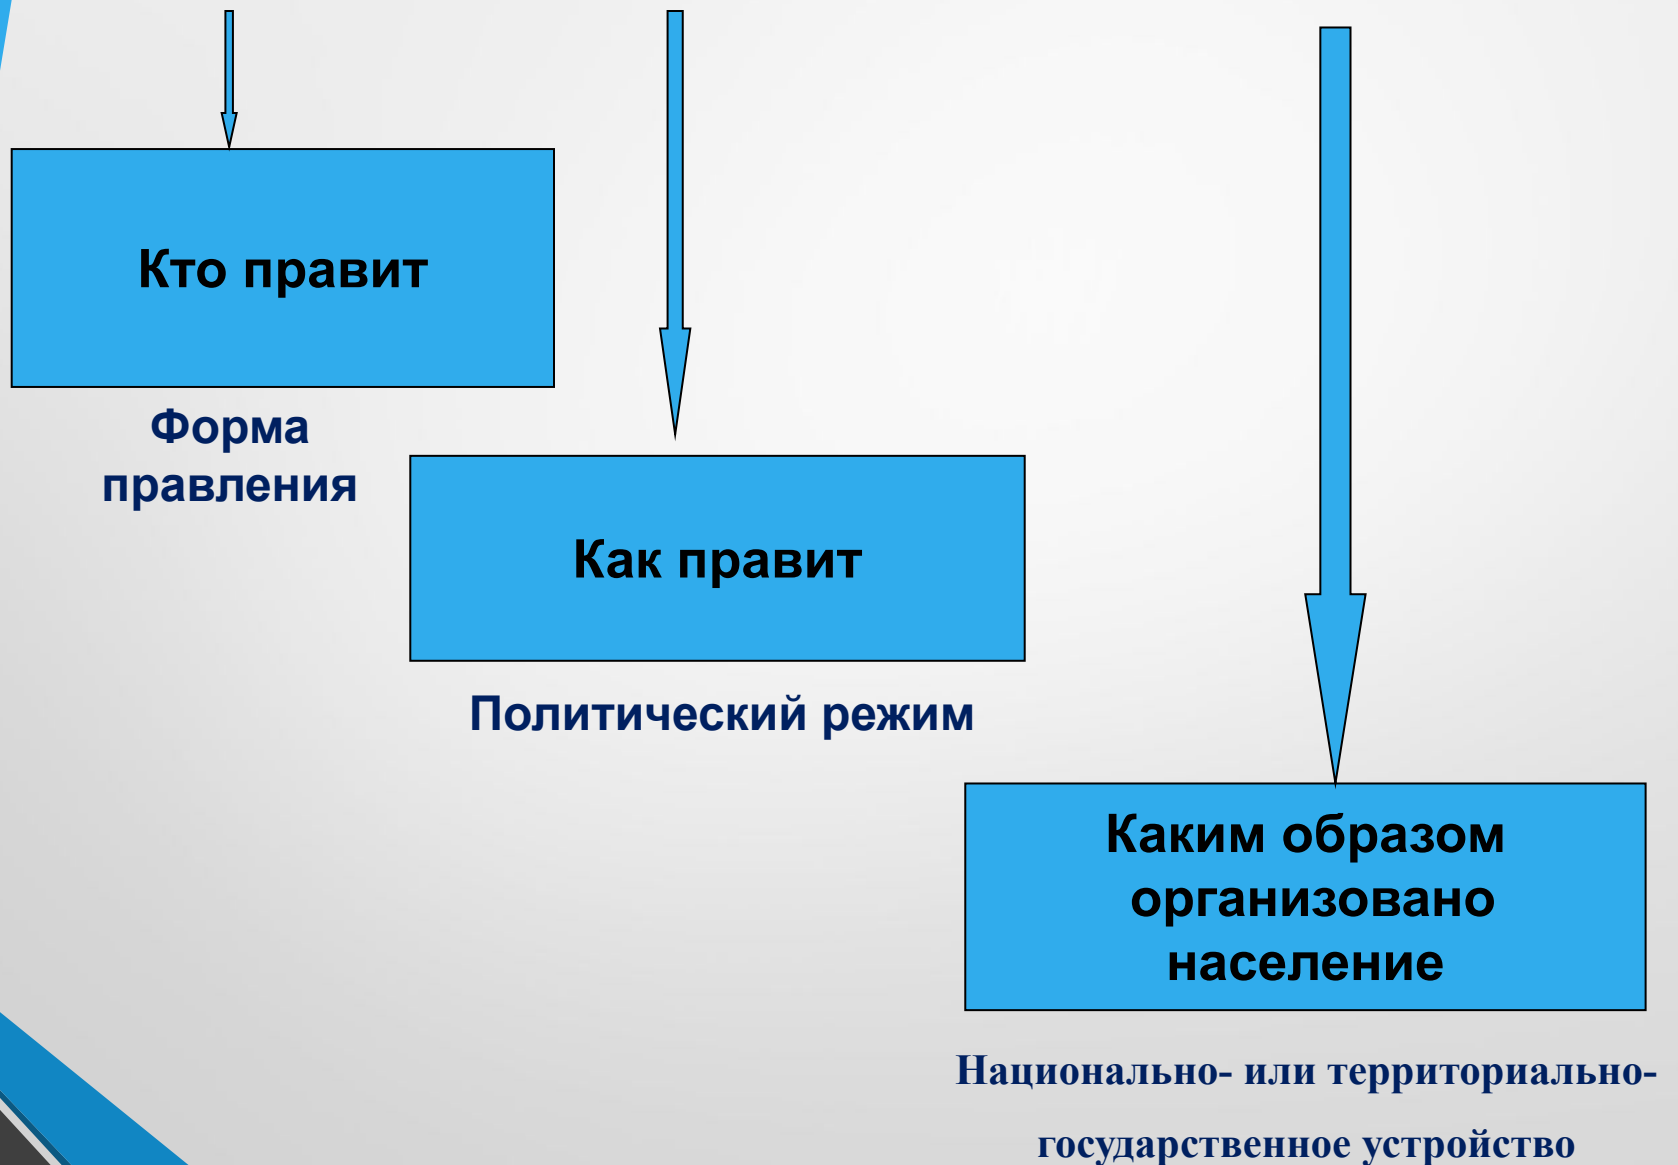 Кто правит
Форма
правления
Как правит
Политический режим
Каким образом
организовано
население
Национально- или территориально-
государственное устройство